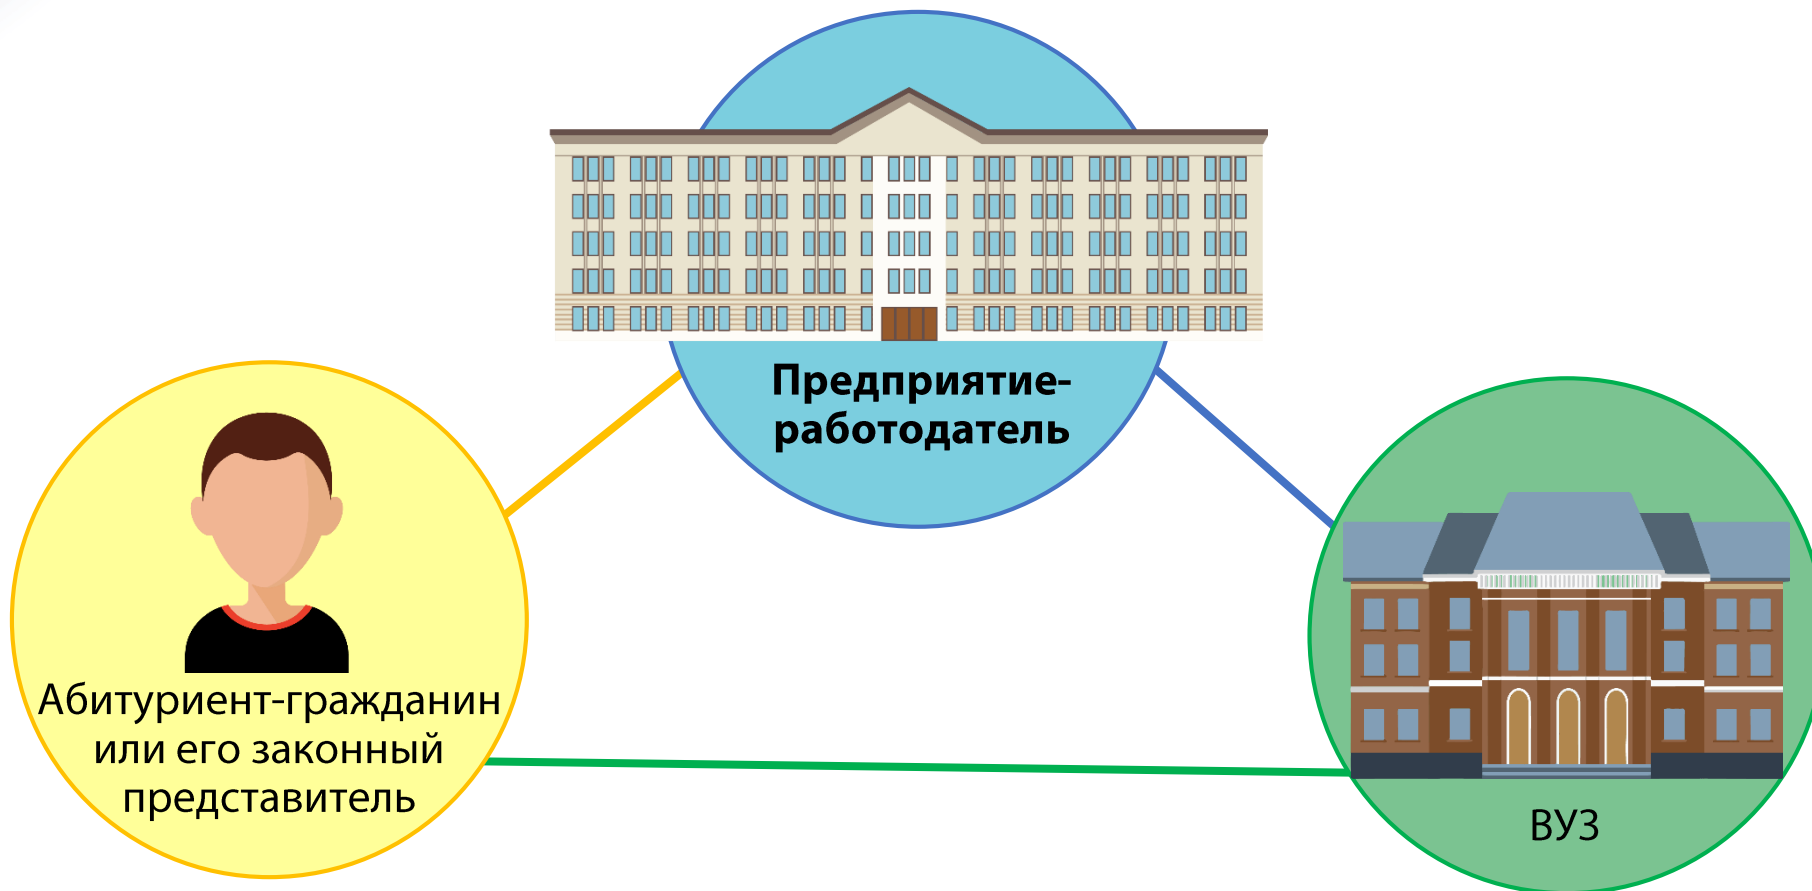 Предприятие-
работодатель
Абитуриент-гражданин
или его законный
представитель
ВУЗ